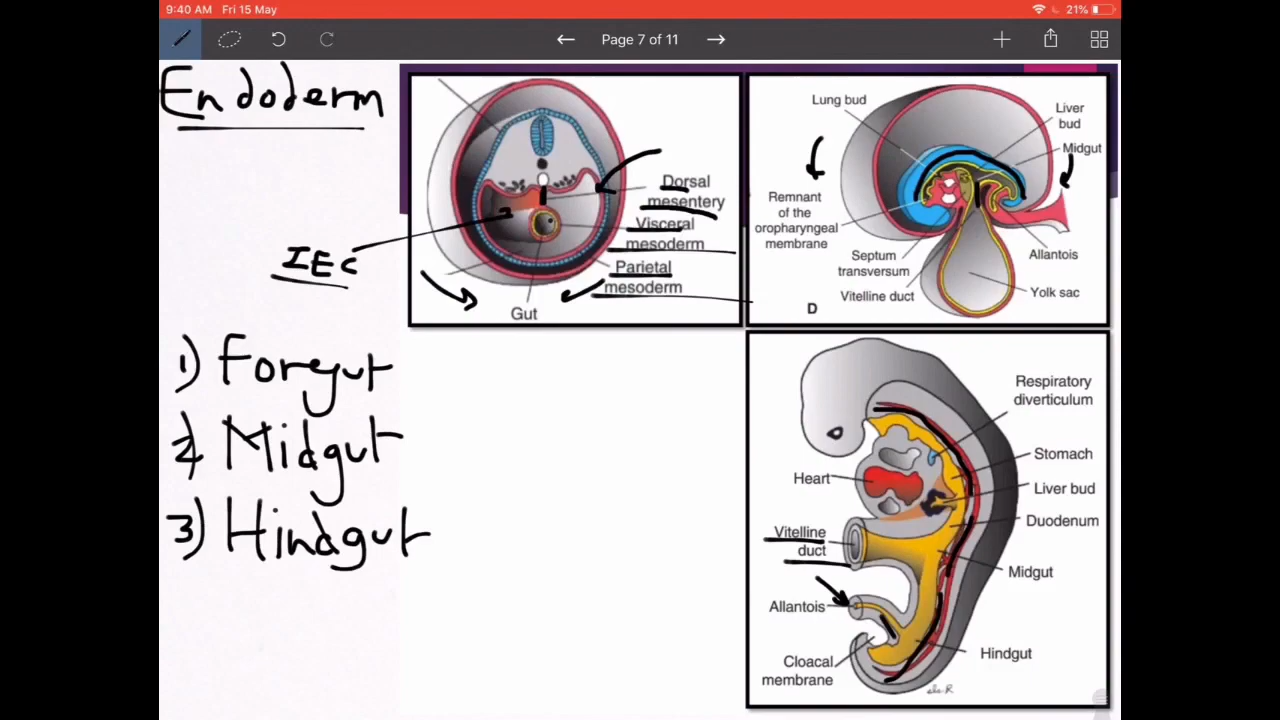 9:40 AM Fri 15 May
21%
Page 7 of 11
Endoderm
IEC
1) Foregut
2) Midgut
3) Hindgut
Dorsal
mesentery
Visceral
mesoderm
Parietal
mesoderm
Gut
Lung bud
Liver
bud
Midgut
Remnant
of the
oropharyngeal
membrane
Septum
transversum
Vitelline duct
Allantois
Yolk sac
D
Respiratory
diverticulum
Stomach
Heart
Liver bud
Duodenum
Vitelline
duct
Midgut
Allantois
Hindgut
Cloacal
membrane